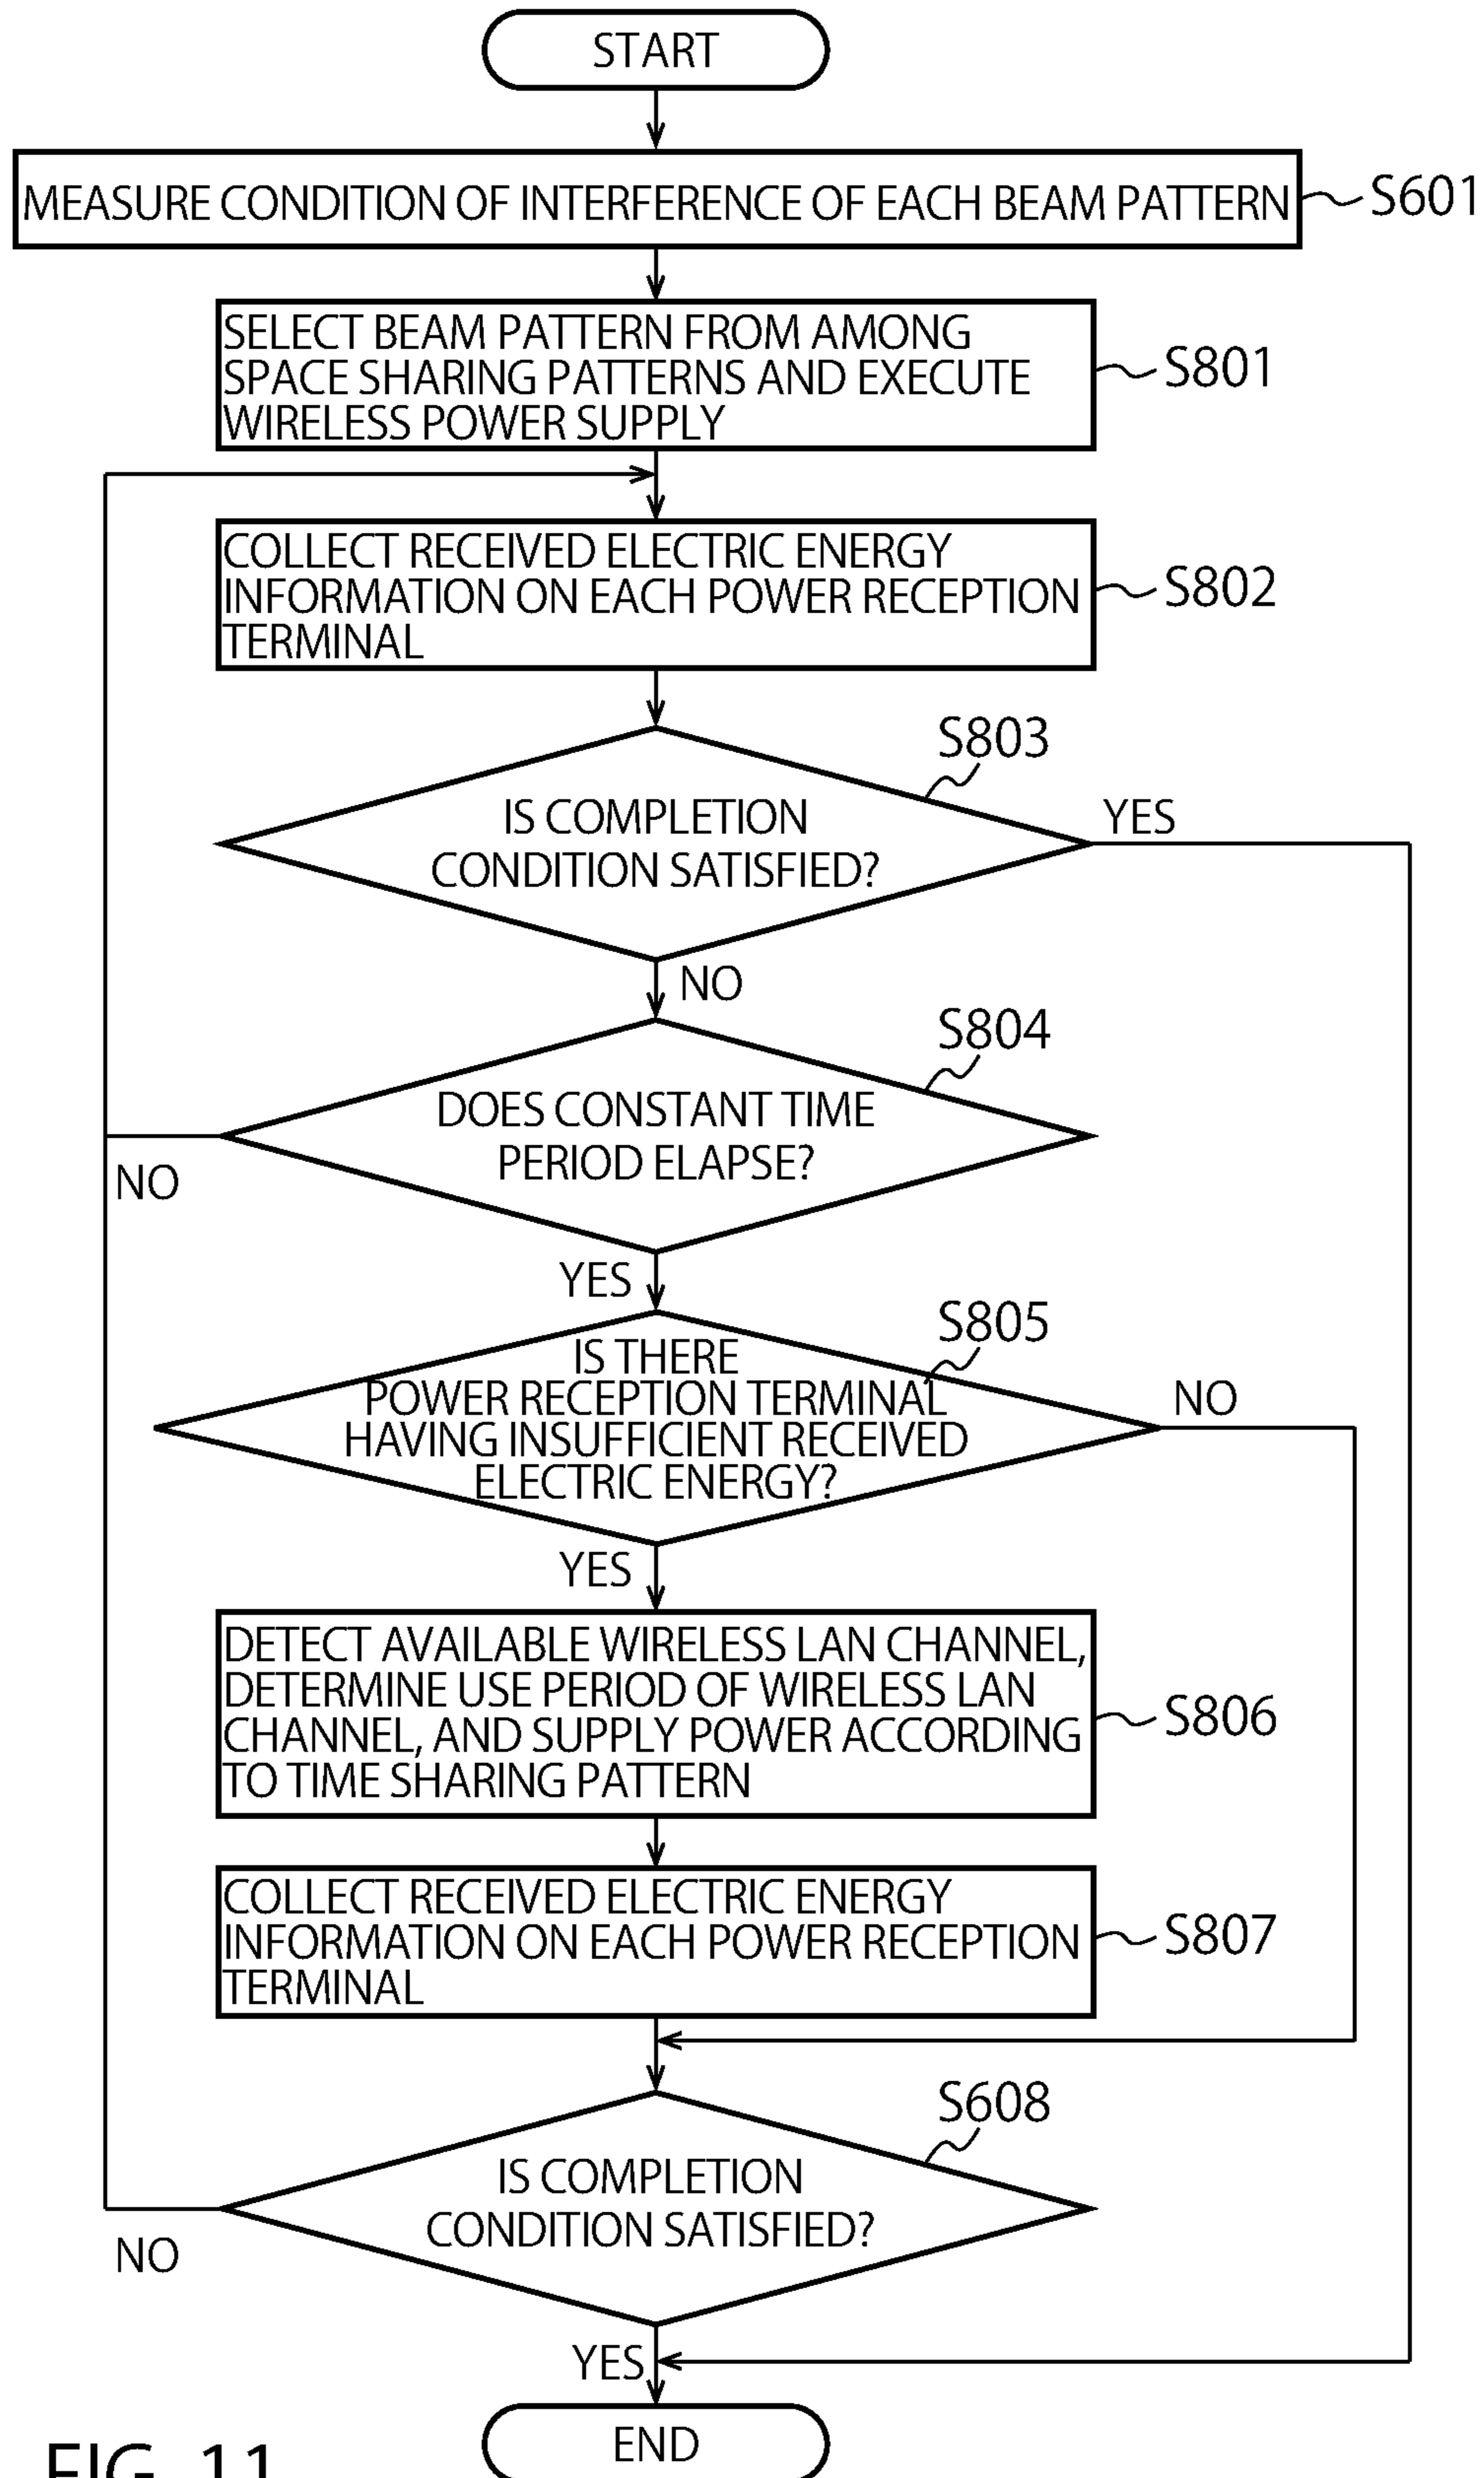 START
MEASURE CONDITION OF INTERFERENCE OF EACH BEAM PATTERN
S601
SELECT BEAM PATTERN FROM AMONG
SPACE SHARING PATTERNS AND EXECUTE
WIRELESS POWER SUPPLY
S801
COLLECT RECEIVED ELECTRIC ENERGY
INFORMATION ON EACH POWER RECEPTION
TERMINAL
S802
S803
IS COMPLETION
CONDITION SATISFIED?
YES
NO
S804
DOES CONSTANT TIME
PERIOD ELAPSE?
NO
YES
S805
IS THERE
POWER RECEPTION TERMINAL
HAVING INSUFFICIENT RECEIVED
ELECTRIC ENERGY?
NO
YES
DETECT AVAILABLE WIRELESS LAN CHANNEL,
DETERMINE USE PERIOD OF WIRELESS LAN
CHANNEL, AND SUPPLY POWER ACCORDING
TO TIME SHARING PATTERN
S806
COLLECT RECEIVED ELECTRIC ENERGY
INFORMATION ON EACH POWER RECEPTION
TERMINAL
S807
S608
IS COMPLETION
CONDITION SATISFIED?
NO
YES
END
FIG. 11